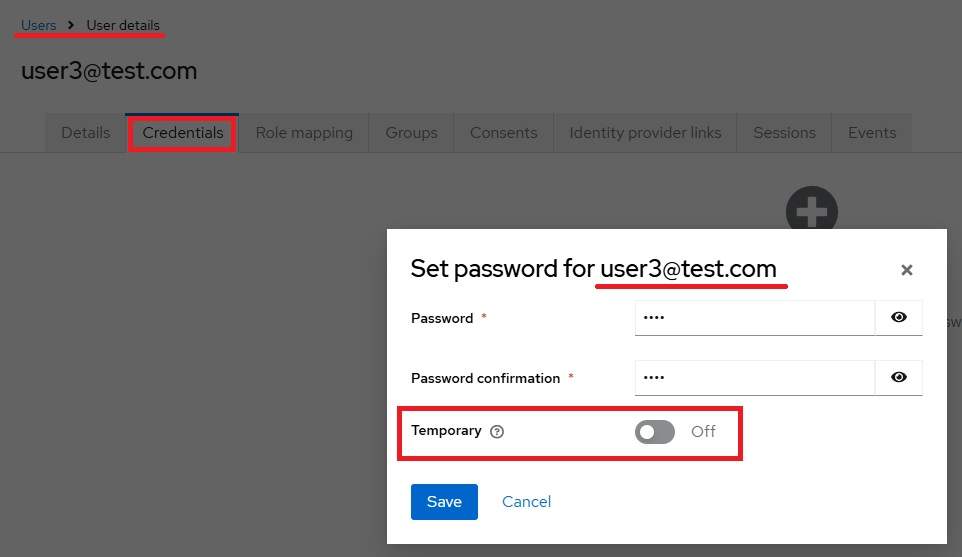 Users > User details
user3@test.com
Details Credentials Role mapping Groups Consents Identity provider links Sessions Events
Set password for user3@test.com ×
Password * ••••
Password confirmation * ••••
Temporary ? Off
Save Cancel